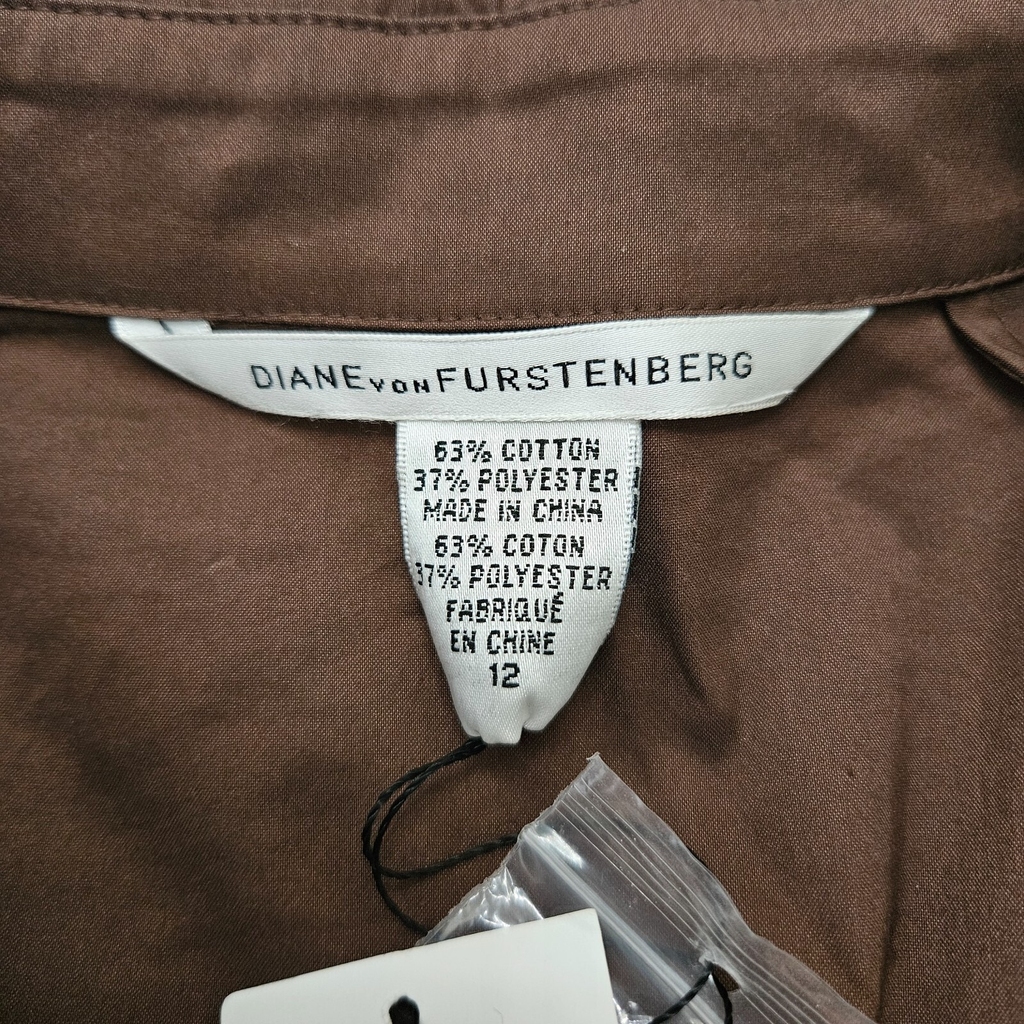 DIANE VON FURSTENBERG
63% COTTON
37% POLYESTER
MADE IN CHINA
63% COTON
37% POLYESTER
FABRIQUÉ
EN CHINE
12